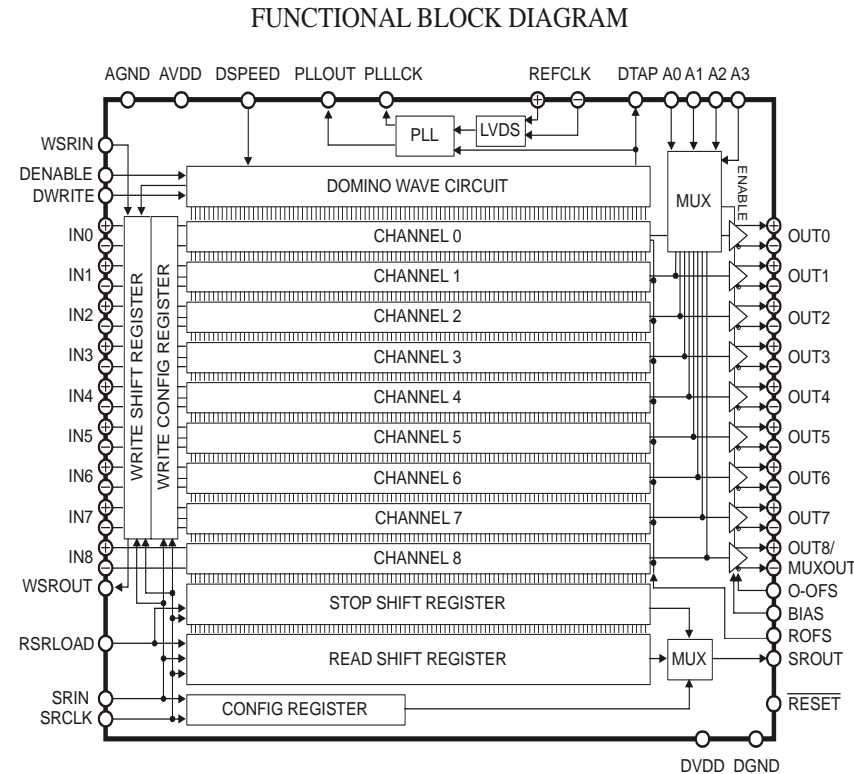 FUNCTIONAL BLOCK DIAGRAM
AGND AVDD DSPEED PLLOUT PLLLCK REFCLK DTAP A0 A1 A2 A3
WSRIN
DENABLE
DWRITE
PLL
LVDS
DOMINO WAVE CIRCUIT
MUX
ENABLE
WRITE SHIFT REGISTER
WRITE CONFIG REGISTER
IN0
CHANNEL 0
OUT0
IN1
CHANNEL 1
OUT1
IN2
CHANNEL 2
OUT2
IN3
CHANNEL 3
OUT3
IN4
CHANNEL 4
OUT4
IN5
CHANNEL 5
OUT5
IN6
CHANNEL 6
OUT6
IN7
CHANNEL 7
OUT7
IN8
CHANNEL 8
OUT8/
MUXOUT
WSROUT
STOP SHIFT REGISTER
O-OFS
BIAS
ROFS
RSRLOAD
READ SHIFT REGISTER
MUX
SROUT
SRIN
SRCLK
CONFIG REGISTER
RESET
DVDD DGND